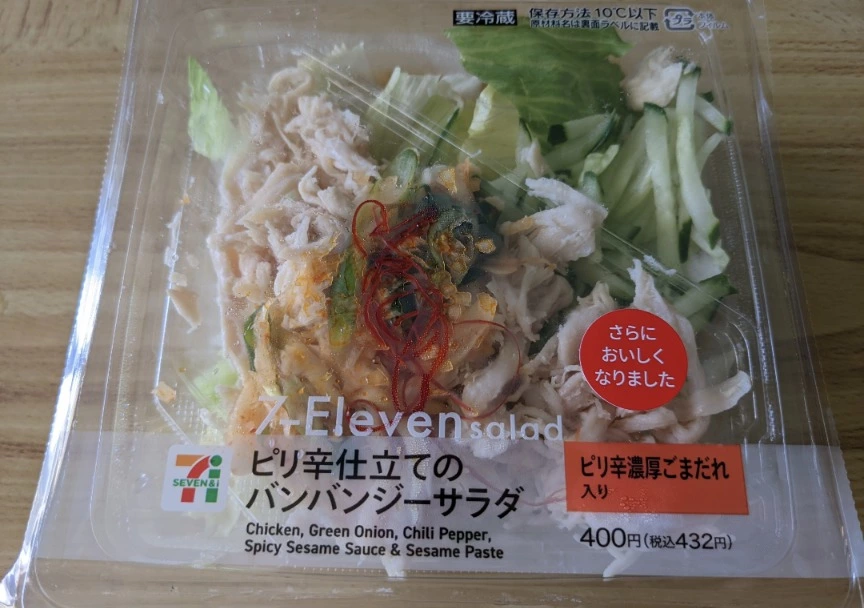 要冷蔵 保存方法 10℃以下
原材料名は裏面ラベルに記載
さらに
おいしく
なりました
7-Eleven salad
SEVEN&i
ピリ辛仕立ての
バンバンジーサラダ
Chicken, Green Onion, Chili Pepper,
Spicy Sesame Sauce & Sesame Paste
ピリ辛濃厚ごまだれ
入り
400円(税込432円)